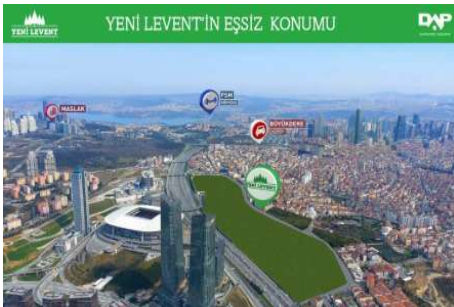 YENİ LEVENT
YENİ LEVENT'İN EŞSİZ KONUMU
DAP
MASLAK
FSM
BÜYÜKDERE
YENİ LEVENT